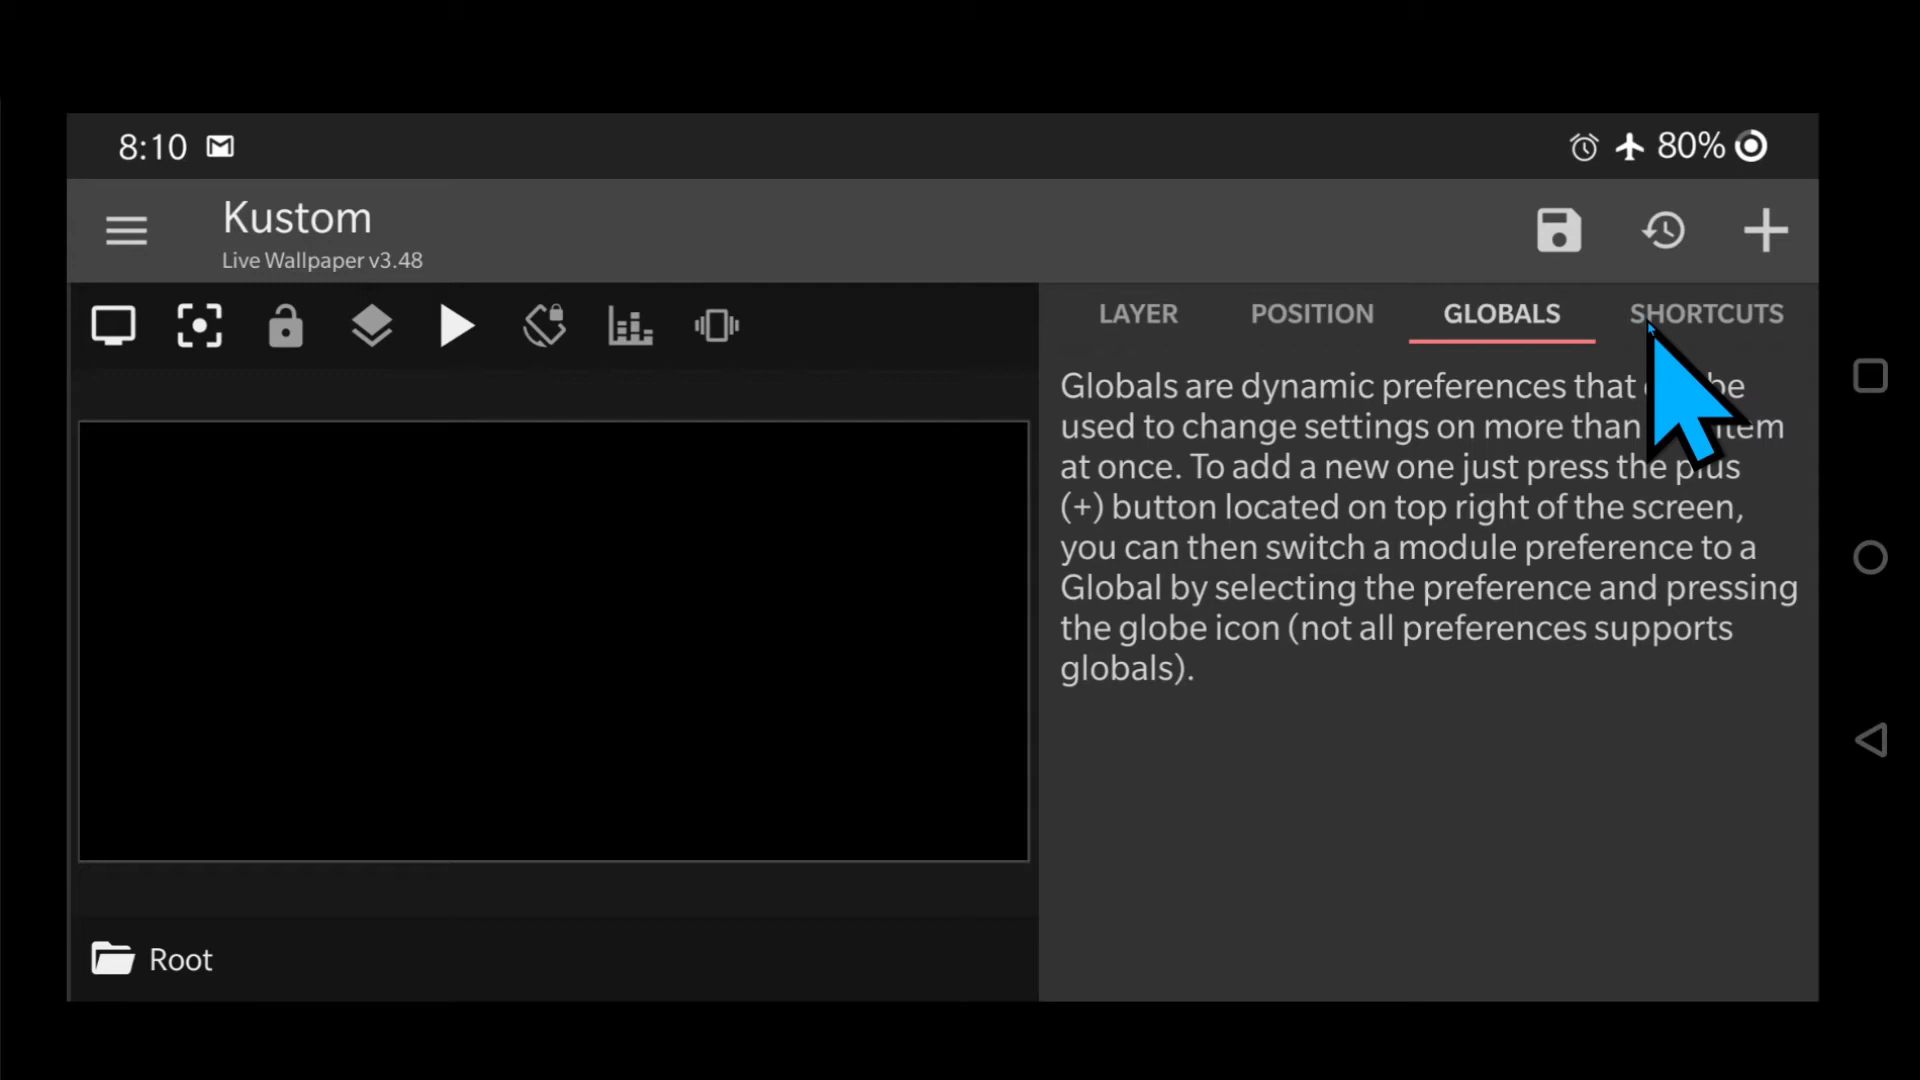 8:10
80%
Kustom
Live Wallpaper v3.48
LAYER POSITION GLOBALS SHORTCUTS
Globals are dynamic preferences that be
used to change settings on more than item
at once. To add a new one just press the plus
(+) button located on top right of the screen,
you can then switch a module preference to a
Global by selecting the preference and pressing
the globe icon (not all preferences supports
globals).
Root